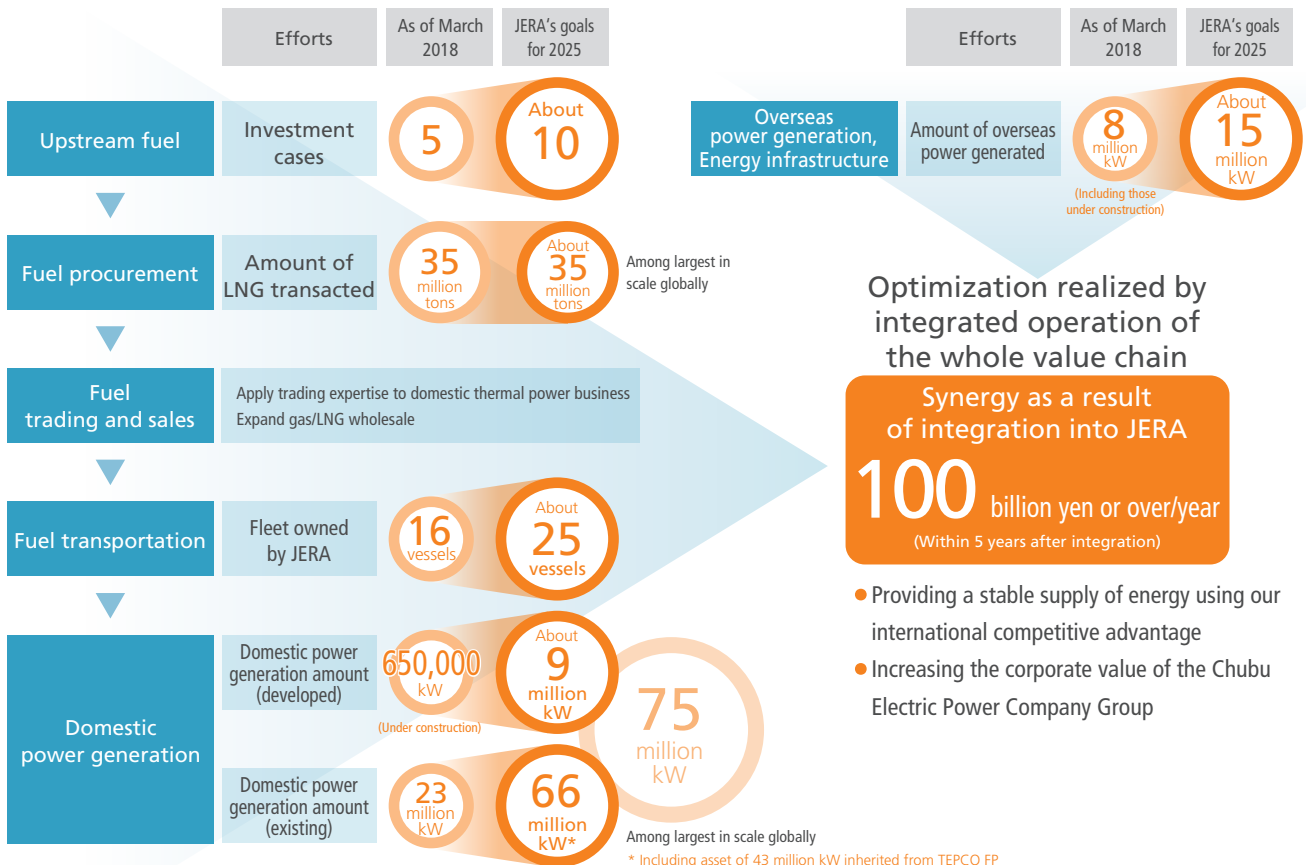 Efforts
As of March
2018
JERA's goals
for 2025
Upstream fuel
Investment
cases
5
About
10
Fuel procurement
Amount of
LNG transacted
35
million
tons
About
35
million
tons
Among largest in
scale globally
Fuel
trading and sales
Apply trading expertise to domestic thermal power business
Expand gas/LNG wholesale
Fuel transportation
Fleet owned
by JERA
16
vessels
About
25
vessels
Domestic
power generation
Domestic power
generation amount
(developed)
650,000
kW
(Under construction)
About
9
million
kW
Domestic power
generation amount
(existing)
23
million
kW
66
million
kW*
75
million
kW
Among largest in scale globally
* Including asset of 43 million kW inherited from TEPCO FP
Efforts
As of March
2018
JERA's goals
for 2025
Overseas
power generation,
Energy infrastructure
Amount of overseas
power generated
8
million
kW
(Including those
under construction)
About
15
million
kW
Optimization realized by
integrated operation of
the whole value chain
Synergy as a result
of integration into JERA
100 billion yen or over/year
(Within 5 years after integration)
● Providing a stable supply of energy using our
international competitive advantage
● Increasing the corporate value of the Chubu
Electric Power Company Group